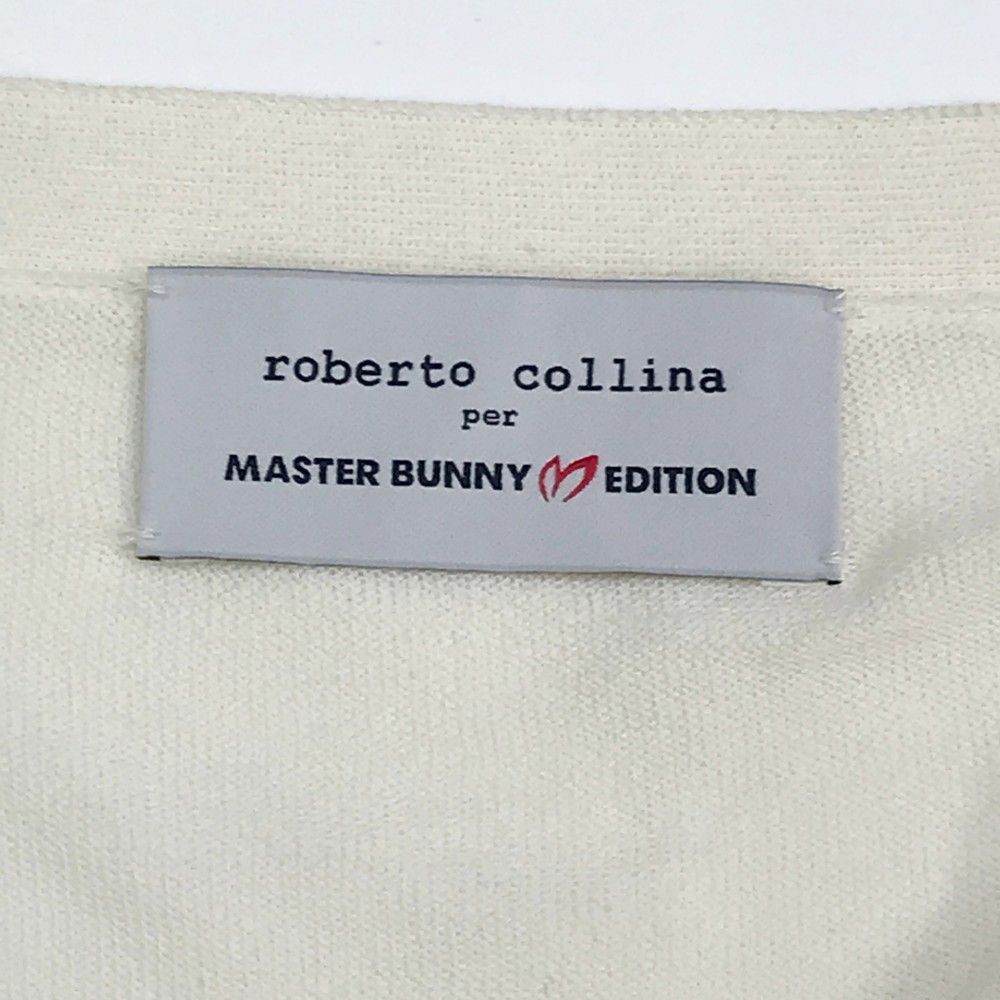 roberto collina
per
MASTER BUNNY EDITION